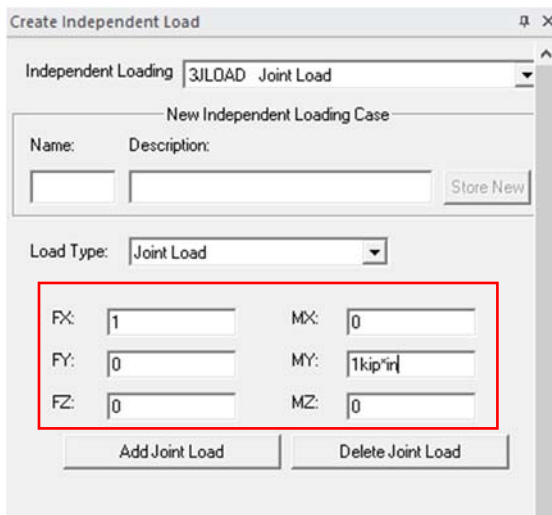 Create Independent Load
Independent Loading 3JLOAD Joint Load
New Independent Loading Case
Name: Description:
Store New
Load Type: Joint Load
FX: 1 MX: 0
FY: 0 MY: 1kip*in
FZ: 0 MZ: 0
Add Joint Load Delete Joint Load